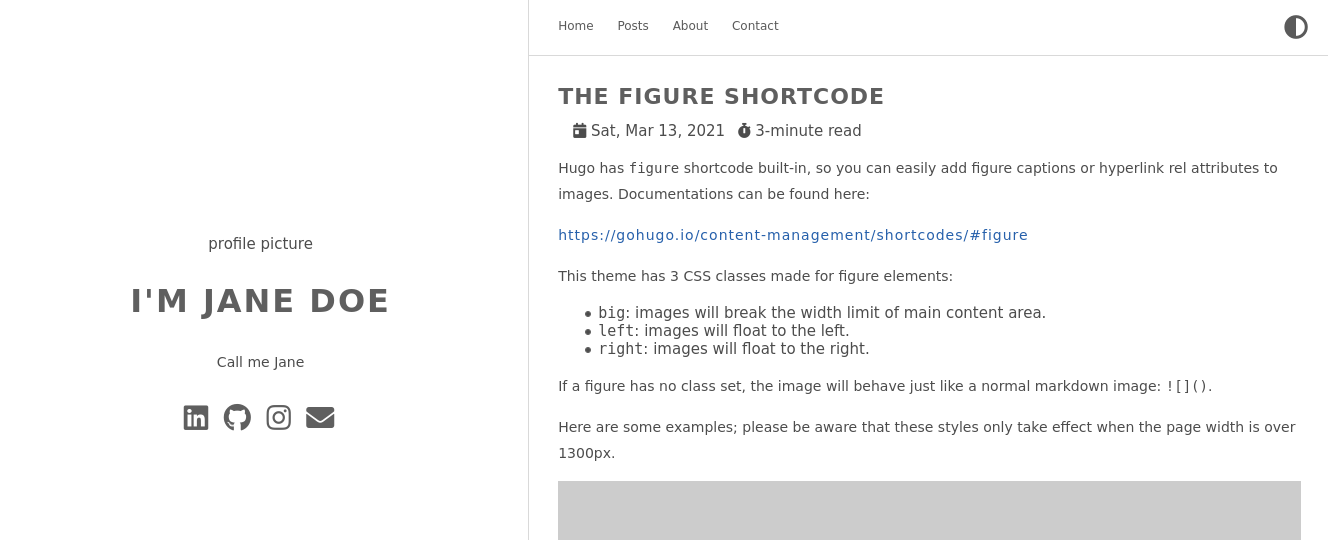 profile picture
I'M JANE DOE
Call me Jane
Home Posts About Contact
THE FIGURE SHORTCODE
Sat, Mar 13, 2021 3-minute read
Hugo has figure shortcode built-in, so you can easily add figure captions or hyperlink rel attributes to
images. Documentations can be found here:
https://gohugo.io/content-management/shortcodes/#figure
This theme has 3 CSS classes made for figure elements:
• big: images will break the width limit of main content area.
• left: images will float to the left.
• right: images will float to the right.
If a figure has no class set, the image will behave just like a normal markdown image: ![]().
Here are some examples; please be aware that these styles only take effect when the page width is over
1300px.